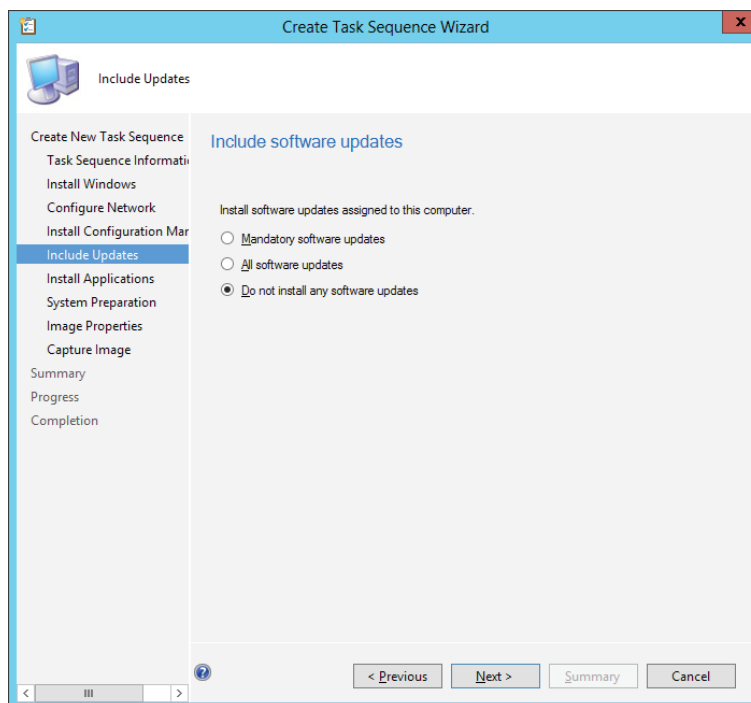 Create Task Sequence Wizard
x
Include Updates
Create New Task Sequence
Task Sequence Informati
Install Windows
Configure Network
Install Configuration Mar
Include Updates
Install Applications
System Preparation
Image Properties
Capture Image
Summary
Progress
Completion
Include software updates
Install software updates assigned to this computer.
Mandatory software updates
All software updates
Do not install any software updates
< Previous
Next >
Summary
Cancel